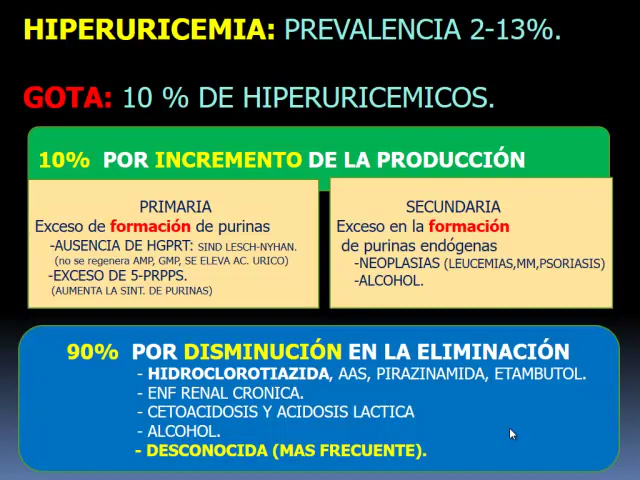 HIPERURICEMIA: PREVALENCIA 2-13%.
GOTA: 10 % DE HIPERURICEMICOS.
10% POR INCREMENTO DE LA PRODUCCIÓN
PRIMARIA
Exceso de formación de purinas
-AUSENCIA DE HGPRT: SIND LESCH-NYHAN.
(no se regenera AMP, GMP, SE ELEVA AC. URICO)
-EXCESO DE 5-PRPPS.
(AUMENTA LA SINT. DE PURINAS)
SECUNDARIA
Exceso en la formación
de purinas endógenas
-NEOPLASIAS (LEUCEMIAS,MM,PSORIASIS)
-ALCOHOL.
90% POR DISMINUCIÓN EN LA ELIMINACIÓN
- HIDROCLOROTIAZIDA, AAS, PIRAZINAMIDA, ETAMBUTOL.
- ENF RENAL CRONICA.
- CETOACIDOSIS Y ACIDOSIS LACTICA
- ALCOHOL.
- DESCONOCIDA (MAS FRECUENTE).